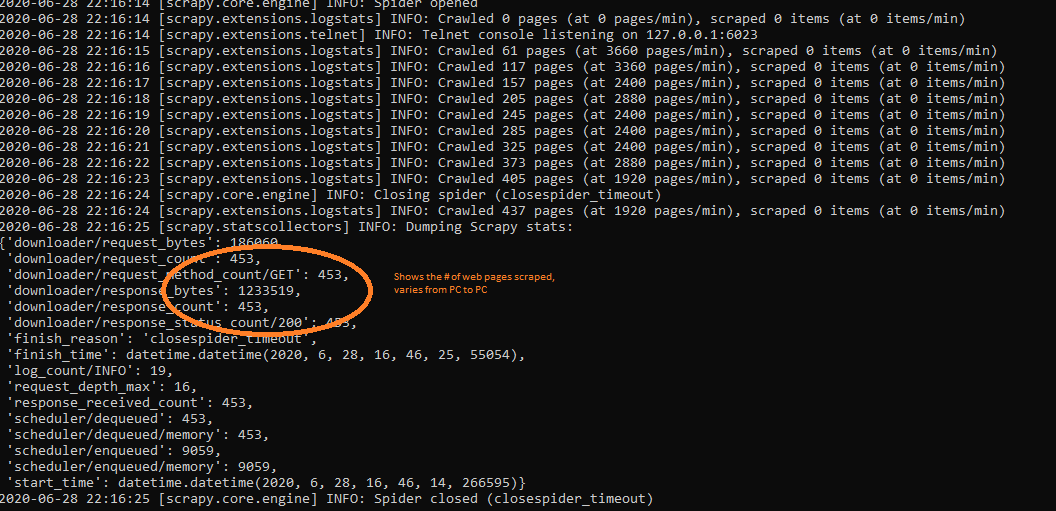 2020-06-28 22:16:14 [scrapy.core.engine] INFO: Spider opened
2020-06-28 22:16:14 [scrapy.extensions.logstats] INFO: Crawled 0 pages (at 0 pages/min), scraped 0 items (at 0 items/min)
2020-06-28 22:16:14 [scrapy.extensions.telnet] INFO: Telnet console listening on 127.0.0.1:6023
2020-06-28 22:16:15 [scrapy.extensions.logstats] INFO: Crawled 61 pages (at 3660 pages/min), scraped 0 items (at 0 items/min)
2020-06-28 22:16:16 [scrapy.extensions.logstats] INFO: Crawled 117 pages (at 3360 pages/min), scraped 0 items (at 0 items/min)
2020-06-28 22:16:17 [scrapy.extensions.logstats] INFO: Crawled 157 pages (at 2400 pages/min), scraped 0 items (at 0 items/min)
2020-06-28 22:16:18 [scrapy.extensions.logstats] INFO: Crawled 205 pages (at 2880 pages/min), scraped 0 items (at 0 items/min)
2020-06-28 22:16:19 [scrapy.extensions.logstats] INFO: Crawled 245 pages (at 2400 pages/min), scraped 0 items (at 0 items/min)
2020-06-28 22:16:20 [scrapy.extensions.logstats] INFO: Crawled 285 pages (at 2400 pages/min), scraped 0 items (at 0 items/min)
2020-06-28 22:16:21 [scrapy.extensions.logstats] INFO: Crawled 325 pages (at 2400 pages/min), scraped 0 items (at 0 items/min)
2020-06-28 22:16:22 [scrapy.extensions.logstats] INFO: Crawled 373 pages (at 2880 pages/min), scraped 0 items (at 0 items/min)
2020-06-28 22:16:23 [scrapy.extensions.logstats] INFO: Crawled 405 pages (at 1920 pages/min), scraped 0 items (at 0 items/min)
2020-06-28 22:16:24 [scrapy.core.engine] INFO: Closing spider (closespider_timeout)
2020-06-28 22:16:24 [scrapy.extensions.logstats] INFO: Crawled 437 pages (at 1920 pages/min), scraped 0 items (at 0 items/min)
2020-06-28 22:16:25 [scrapy.statscollectors] INFO: Dumping Scrapy stats:
{'downloader/request_bytes': 186060,
'downloader/request_count': 453,
'downloader/request_method_count/GET': 453,
'downloader/response_bytes': 1233519,
'downloader/response_count': 453,
'downloader/response_status_count/200': 453,
'finish_reason': 'closespider_timeout',
'finish_time': datetime.datetime(2020, 6, 28, 16, 46, 25, 55054),
'log_count/INFO': 19,
'request_depth_max': 16,
'response_received_count': 453,
'scheduler/dequeued': 453,
'scheduler/dequeued/memory': 453,
'scheduler/enqueued': 9059,
'scheduler/enqueued/memory': 9059,
'start_time': datetime.datetime(2020, 6, 28, 16, 46, 14, 266595)}
2020-06-28 22:16:25 [scrapy.core.engine] INFO: Spider closed (closespider_timeout)
Shows the # of web pages scraped,
varies from PC to PC